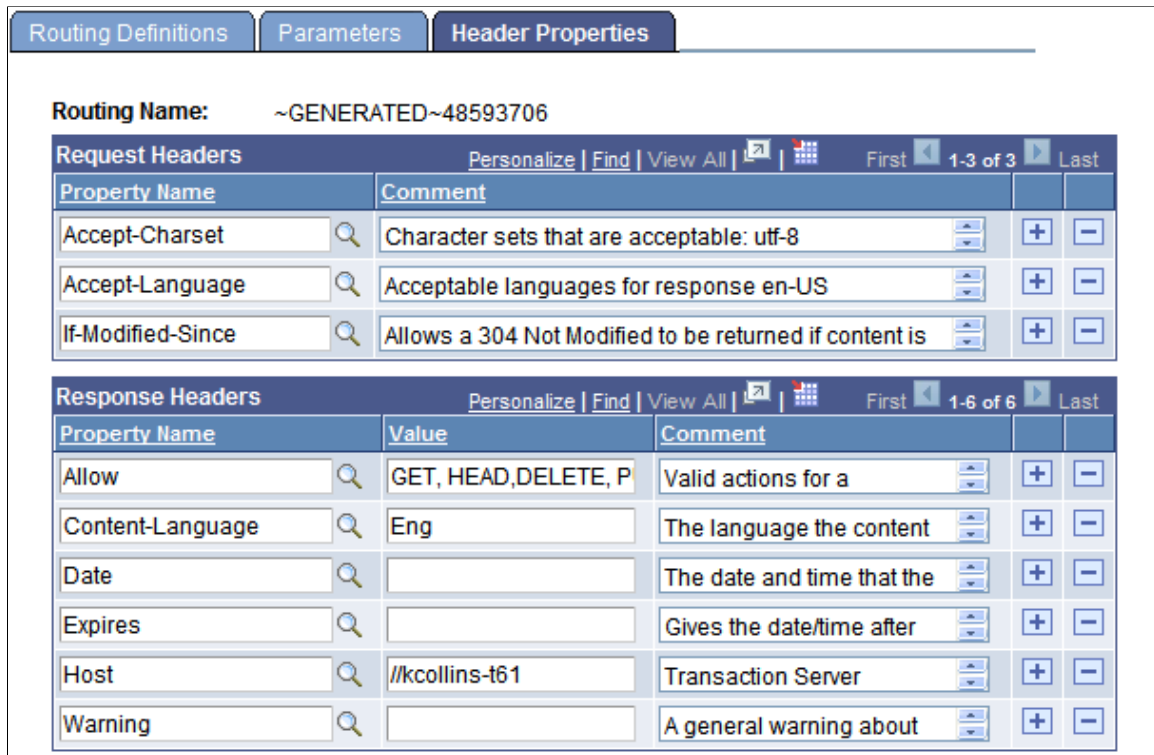 Routing Definitions Parameters Header Properties
Routing Name: ~GENERATED~48593706
Request Headers Personalize | Find | View All | | First 1-3 of 3 Last
Property Name Comment
Accept-Charset Character sets that are acceptable: utf-8
Accept-Language Acceptable languages for response en-US
If-Modified-Since Allows a 304 Not Modified to be returned if content is
Response Headers Personalize | Find | View All | | First 1-6 of 6 Last
Property Name Value Comment
Allow GET, HEAD,DELETE, Valid actions for a
Content-Language Eng The language the content
Date The date and time that the
Expires Gives the date/time after
Host //kcollins-t61 Transaction Server
Warning A general warning about